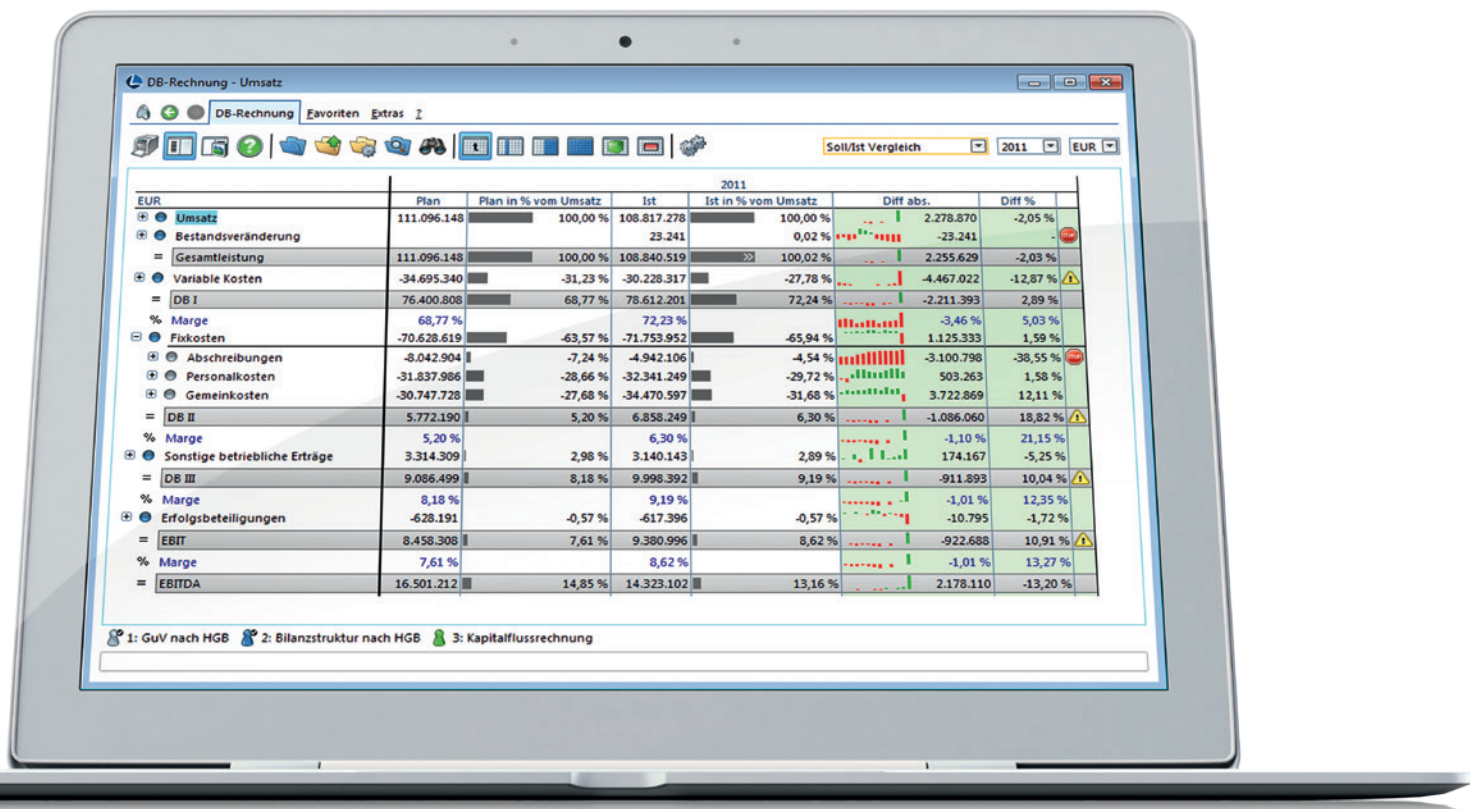 DB-Rechnung - Umsatz
DB-Rechnung Favoriten Extras ?
Soll/Ist Vergleich 2011 EUR
2011
EUR Plan Plan in % vom Umsatz Ist Ist in % vom Umsatz Diff abs. Diff %
Umsatz 111.096.148 100,00 % 108.817.278 100,00 % 2.278.870 -2,05 %
Bestandsveränderung 23.241 0,02 % -23.241 -
= Gesamtleistung 111.096.148 100,00 % 108.840.519 100,02 % 2.255.629 -2,03 %
Variable Kosten -34.695.340 -31,23 % -30.228.317 -27,78 % -4.467.022 -12,87 %
= DB I 76.400.808 68,77 % 78.612.201 72,24 % -2.211.393 2,89 %
% Marge 68,77 % 72,23 % -3,46 % 5,03 %
Fixkosten -70.628.619 -63,57 % -71.753.952 -65,94 % 1.125.333 1,59 %
Abschreibungen -8.042.904 -7,24 % -4.942.106 -4,54 % -3.100.798 -38,55 %
Personalkosten -31.837.986 -28,66 % -32.341.249 -29,72 % 503.263 1,58 %
Gemeinkosten -30.747.728 -27,68 % -34.470.597 -31,68 % 3.722.869 12,11 %
= DB II 5.772.190 5,20 % 6.858.249 6,30 % -1.086.060 18,82 %
% Marge 5,20 % 6,30 % -1,10 % 21,15 %
Sonstige betriebliche Erträge 3.314.309 2,98 % 3.140.143 2,89 % 174.167 -5,25 %
= DB III 9.086.499 8,18 % 9.998.392 9,19 % -911.893 10,04 %
% Marge 8,18 % 9,19 % -1,01 % 12,35 %
Erfolgsbeteiligungen -628.191 -0,57 % -617.396 -0,57 % -10.795 -1,72 %
= EBIT 8.458.308 7,61 % 9.380.996 8,62 % -922.688 10,91 %
% Marge 7,61 % 8,62 % -1,01 % 13,27 %
= EBITDA 16.501.212 14,85 % 14.323.102 13,16 % 2.178.110 -13,20 %
1: GuV nach HGB 2: Bilanzstruktur nach HGB 3: Kapitalflussrechnung